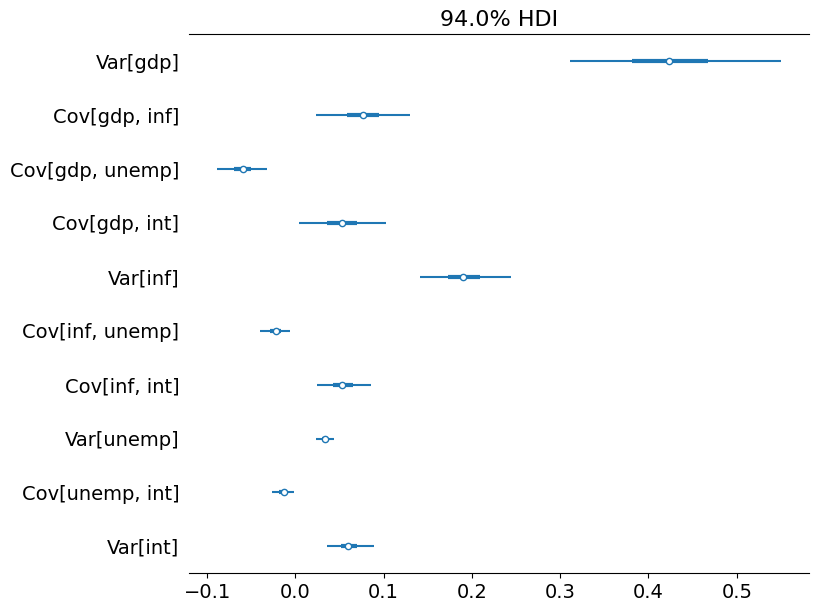 94.0% HDI
Var[gdp]
Cov[gdp, inf]
Cov[gdp, unemp]
Cov[gdp, int]
Var[inf]
Cov[inf, unemp]
Cov[inf, int]
Var[unemp]
Cov[unemp, int]
Var[int]
−0.1 0.0 0.1 0.2 0.3 0.4 0.5